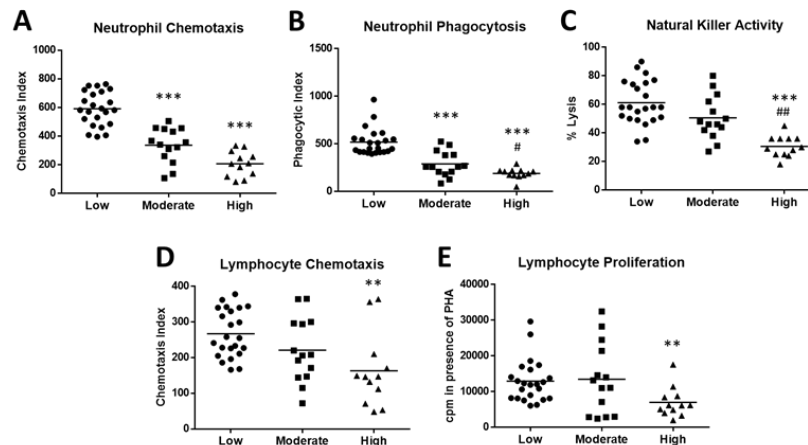 A
Neutrophil Chemotaxis
Chemotaxis Index
1000
800
600
400
200
0
***
***
Low Moderate High
B
Neutrophil Phagocytosis
Phagocytic Index
1500
1000
500
0
***
***
#
Low Moderate High
C
Natural Killer Activity
% Lysis
100
80
60
40
20
0
***
##
Low Moderate High
D
Lymphocyte Chemotaxis
Chemotaxis Index
400
300
200
100
0
**
Low Moderate High
E
Lymphocyte Proliferation
cpm in presence of PHA
40000
30000
20000
10000
0
**
Low Moderate High